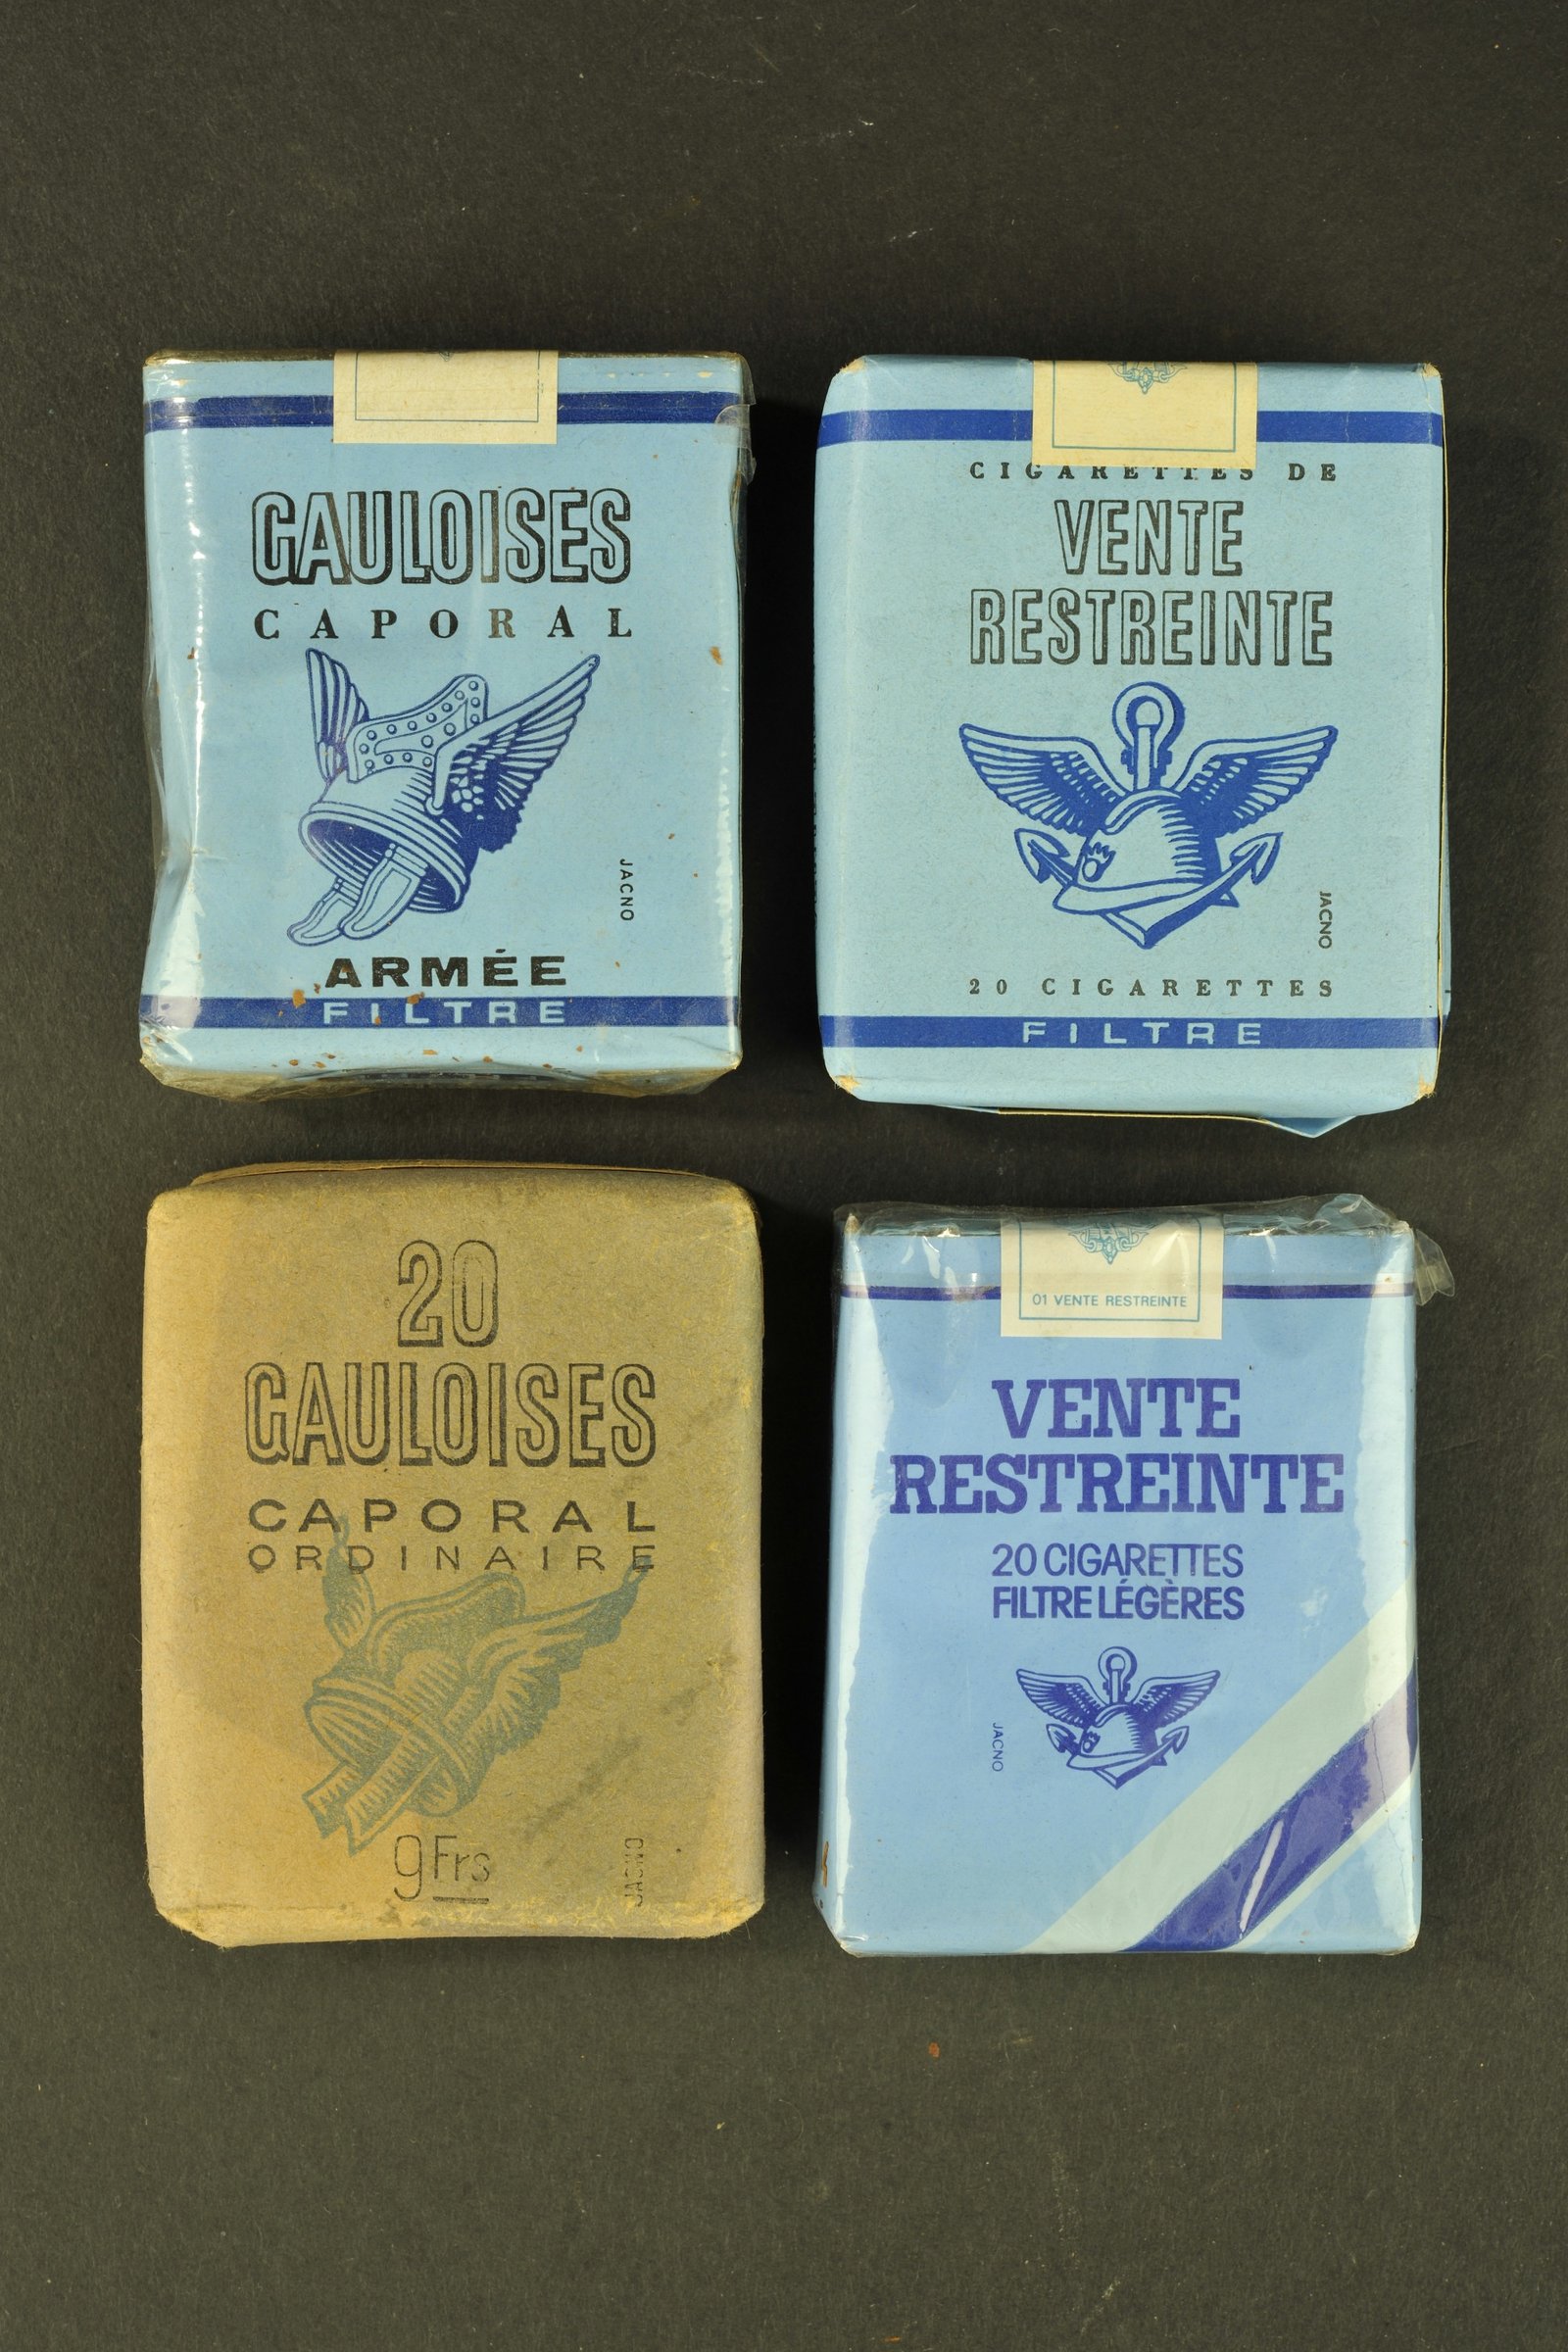 GAULOISES
CAPORAL
JACNO
ARMÉE
FILTRE
CIGARETTES DE
VENTE
RESTREINTE
JACNO
20 CIGARETTES
FILTRE
20
GAULOISES
CAPORAL
ORDINAIRE
9Frs
JACNO
01 VENTE RESTREINTE
VENTE
RESTREINTE
20 CIGARETTES
FILTRE LÉGÈRES
JACNO